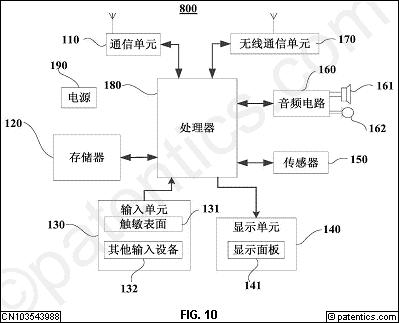 800
110
通信单元
无线通信单元
170
190
电源
180
处理器
160
音频电路
161
162
120
存储器
传感器
150
130
输入单元
触敏表面
131
其他输入设备
132
显示单元
140
显示面板
141
CN103543988
FIG. 10
© patentics.com
©patentics.com